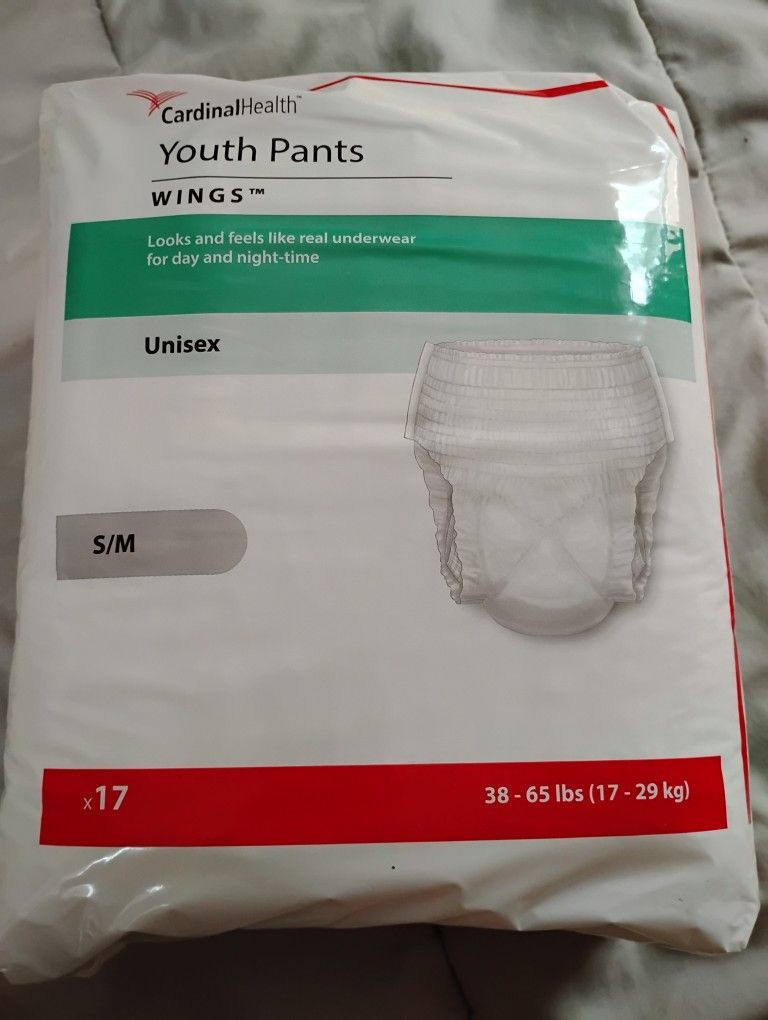 CardinalHealth™
Youth Pants
WINGS™
Looks and feels like real underwear
for day and night-time
Unisex
S/M
x17
38 - 65 lbs (17 - 29 kg)